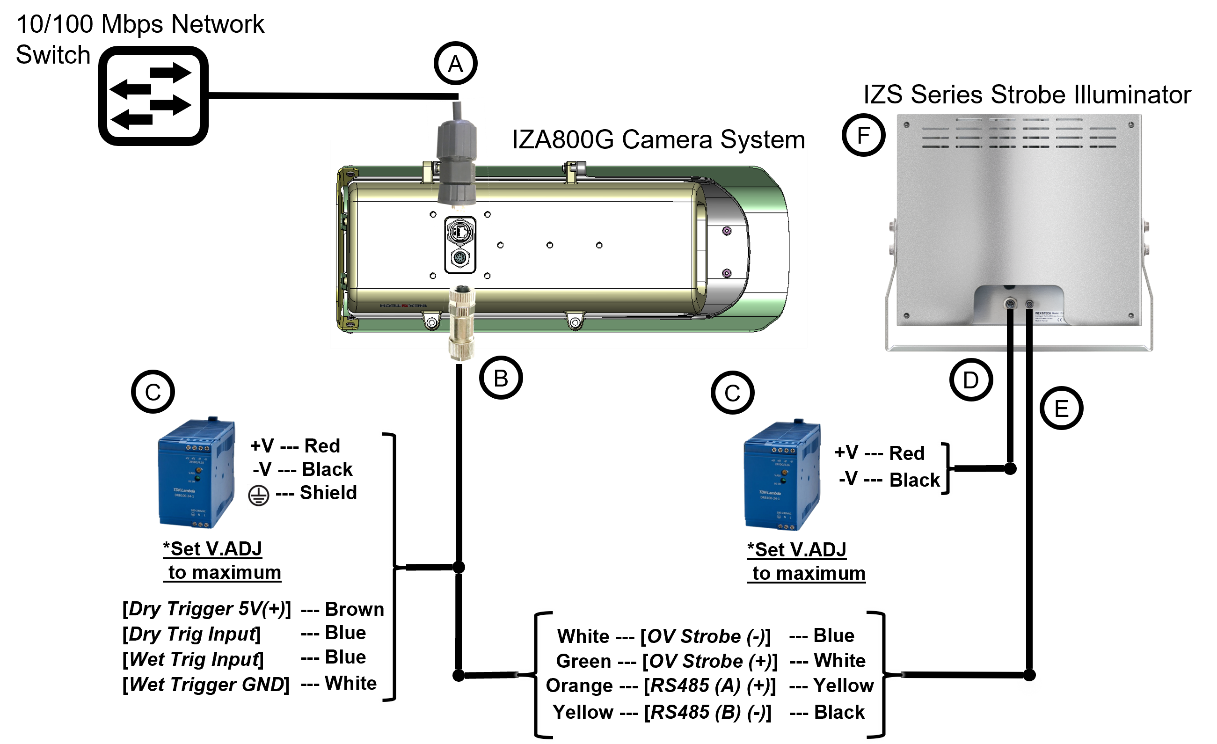 10/100 Mbps Network
Switch
A
IZS Series Strobe Illuminator
F
IZA800G Camera System
D
B
E
C
C
+V --- Red
-V --- Black
--- Shield
+V --- Red
-V --- Black
*Set V.ADJ
to maximum
*Set V.ADJ
to maximum
[Dry Trigger 5V(+)] --- Brown
[Dry Trig Input] --- Blue
[Wet Trig Input] --- Blue
[Wet Trigger GND] --- White
White --- [OV Strobe (-)] --- Blue
Green --- [OV Strobe (+)] --- White
Orange --- [RS485 (A) (+)] --- Yellow
Yellow --- [RS485 (B) (-)] --- Black